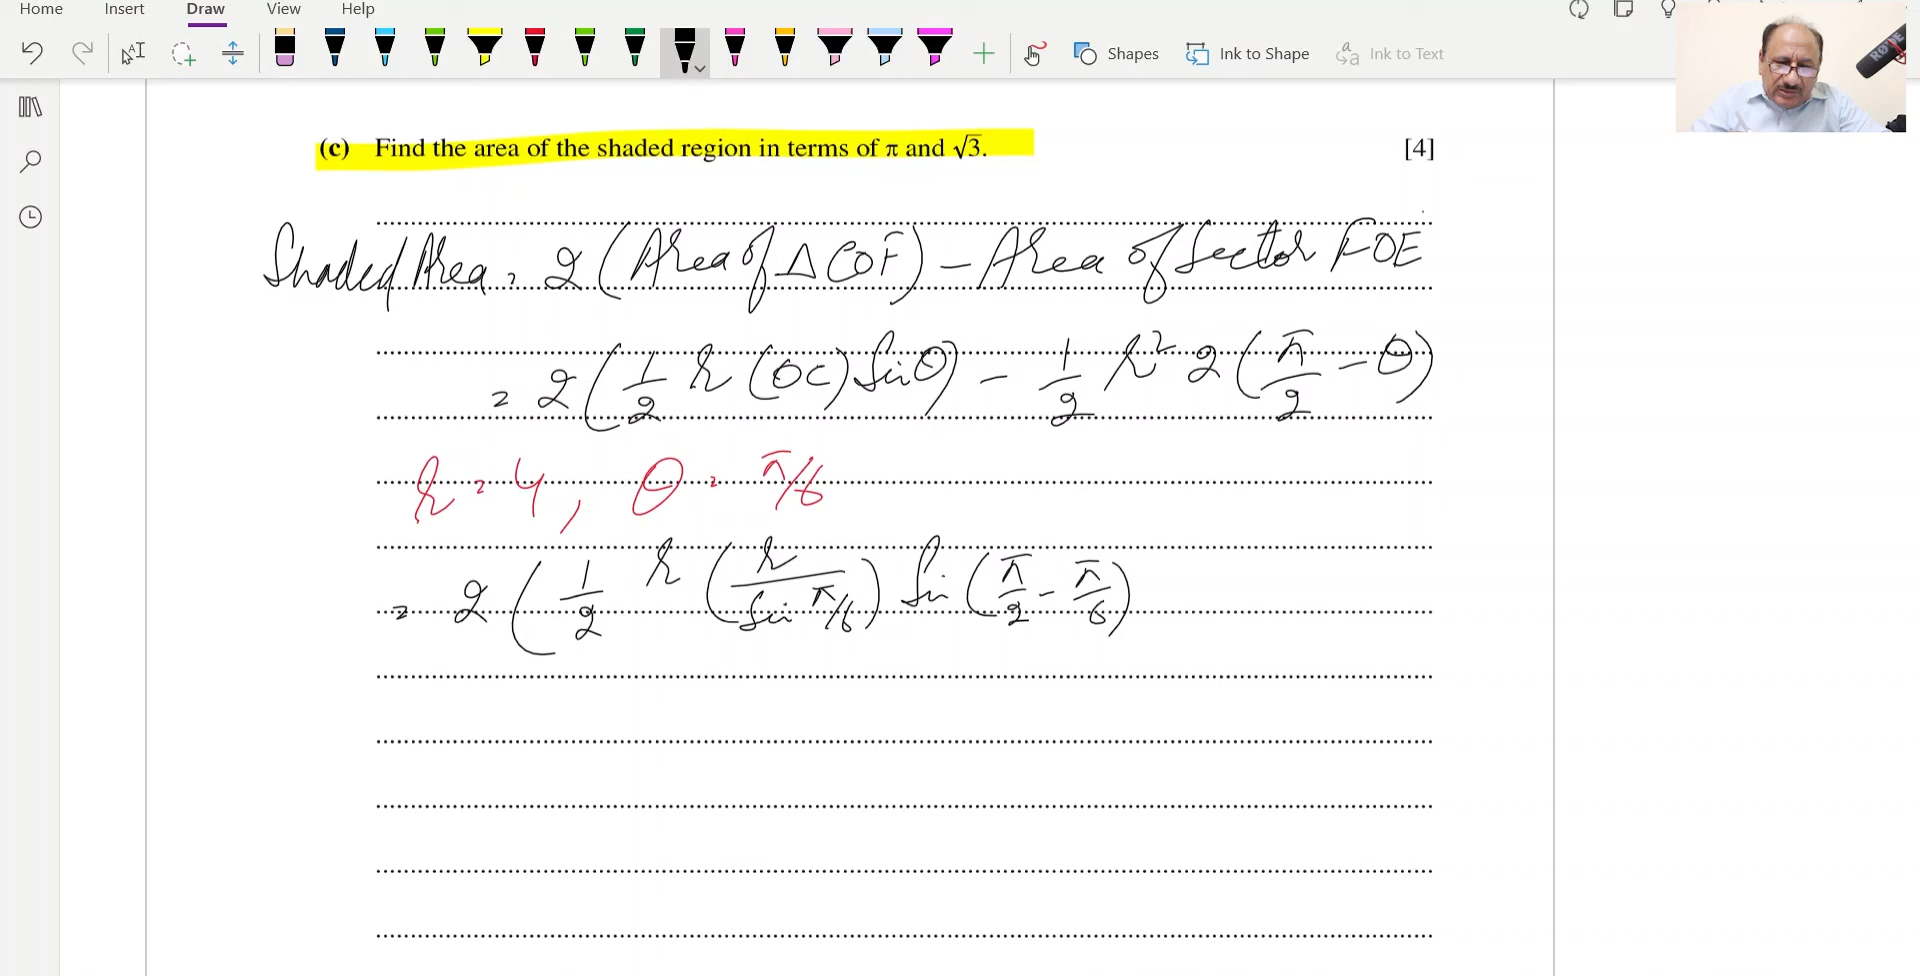 Home Insert Draw View Help
Shapes Ink to Shape Ink to Text
RØDE
(c) Find the area of the shaded region in terms of π and √3. [4]
Shaded Area = 2 (Area of Δ COF) - Area of Sector FOE
= 2 (1/2 r (OC) Sin θ) - 1/2 r² 2 (π/2 - θ)
r = 4, θ = π/6
= 2 (1/2 r (r / Sin π/6) Sin (π/2 - π/6)